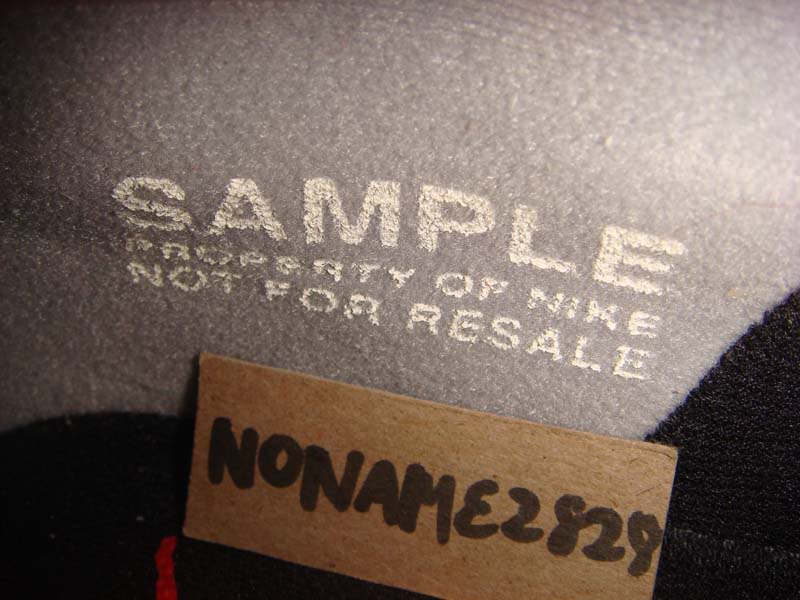 SAMPLE
PROPERTY OF NIKE
NOT FOR RESALE
NONAME2829